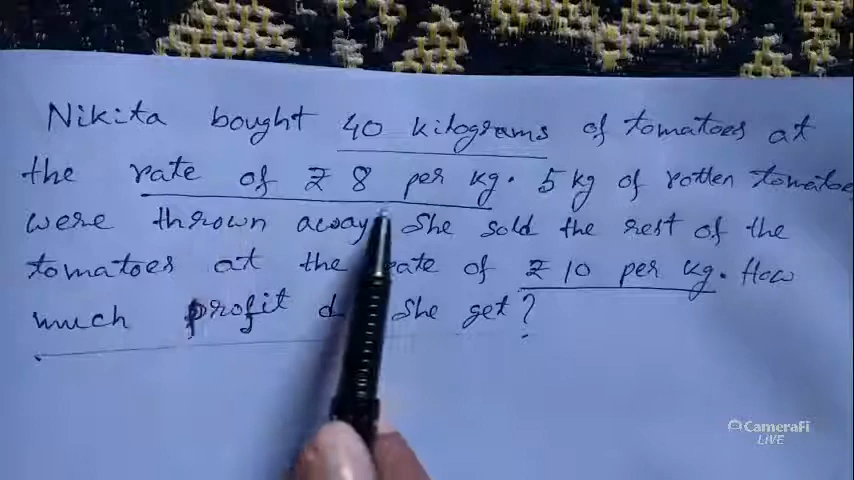 Nikita bought 40 kilograms of tomatoes at
the rate of ₹ 8 per kg. 5 kg of rotten tomatoe
were thrown away She sold the rest of the
tomatoes at the rate of ₹ 10 per kg. How
much profit d She get?
CameraFi
LIVE